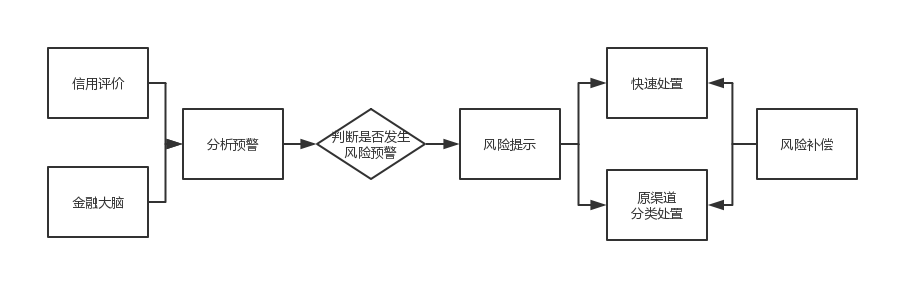 信用评价
金融大脑
分析预警
判断是否发生
风险预警
风险提示
快速处置
原渠道
分类处置
风险补偿